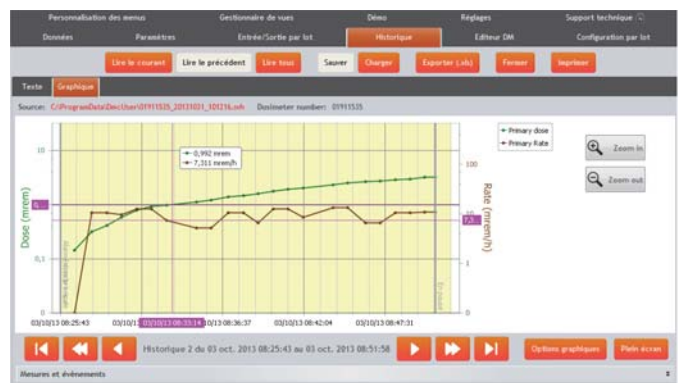 Personnalisation des menus Gestionnaire de vues Démo Réglages Support technique
Données Paramètres Entrée/Sortie par lot Historique Editeur DM Configuration par lot
Lire le courant Lire le précédent Lire tous Sauver Charger Exporter (.xls) Fermer Imprimer
Texte Graphique
Source: C:\ProgramData\DmcUser\01911535_20131031_101216.mh Dosimeter number: 01911535
Primary dose
Primary Rate
0,992 mrem
7,311 mrem/h
Zoom in
Zoom out
Dose (mrem)
Rate (mrem/h)
10
0,1
0
100
10
1
0
0,
7,3
En pause
03/10/13 08:25:43 03/10/1 03/10/13 08:33:14 10/13 08:36:37 03/10/13 08:42:04 03/10/13 08:47:31
Historique 2 du 03 oct. 2013 08:25:43 au 03 oct. 2013 08:51:58
Options graphiques Plein écran
Mesures et évènements